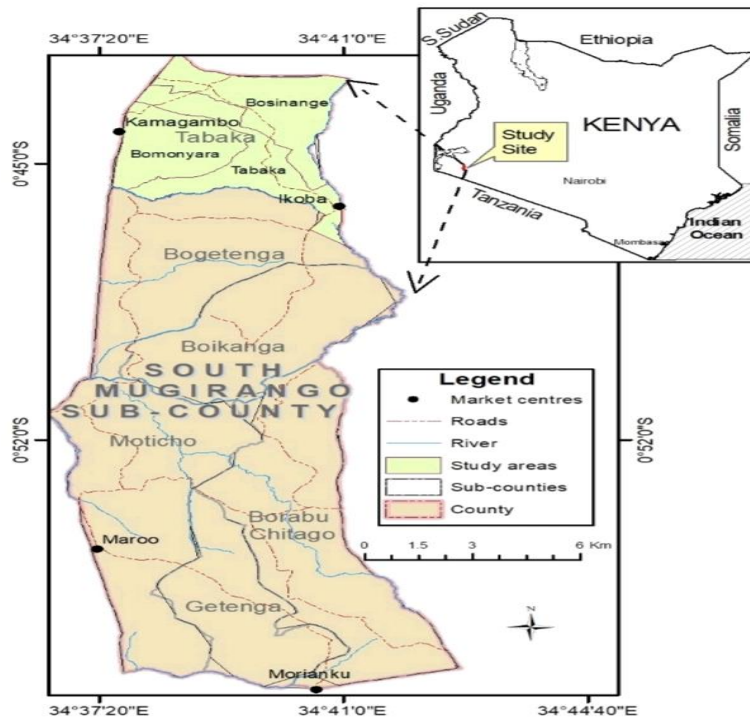 34°37'20"E
34°41'0"E
0°45'0"S
Bosinange
Kamagambo
Tabaka
Bomonyara
Tabaka
Ikoba
Bogetenga
Boikanga
SOUTH
MUGIRANGO
SUB-COUNTY
Moticho
Borabu
Chitago
Maroo
Getenga
Morianku
S.Sudan
Ethiopia
Uganda
Somalia
KENYA
Study
Site
Nairobi
Tanzania
Indian
Ocean
Mombasa
0°52'0"S
0°52'0"S
Legend
Market centres
Roads
River
Study areas
Sub-counties
County
0 1.5 3 6 Km
N
34°37'20"E
34°41'0"E
34°44'40"E